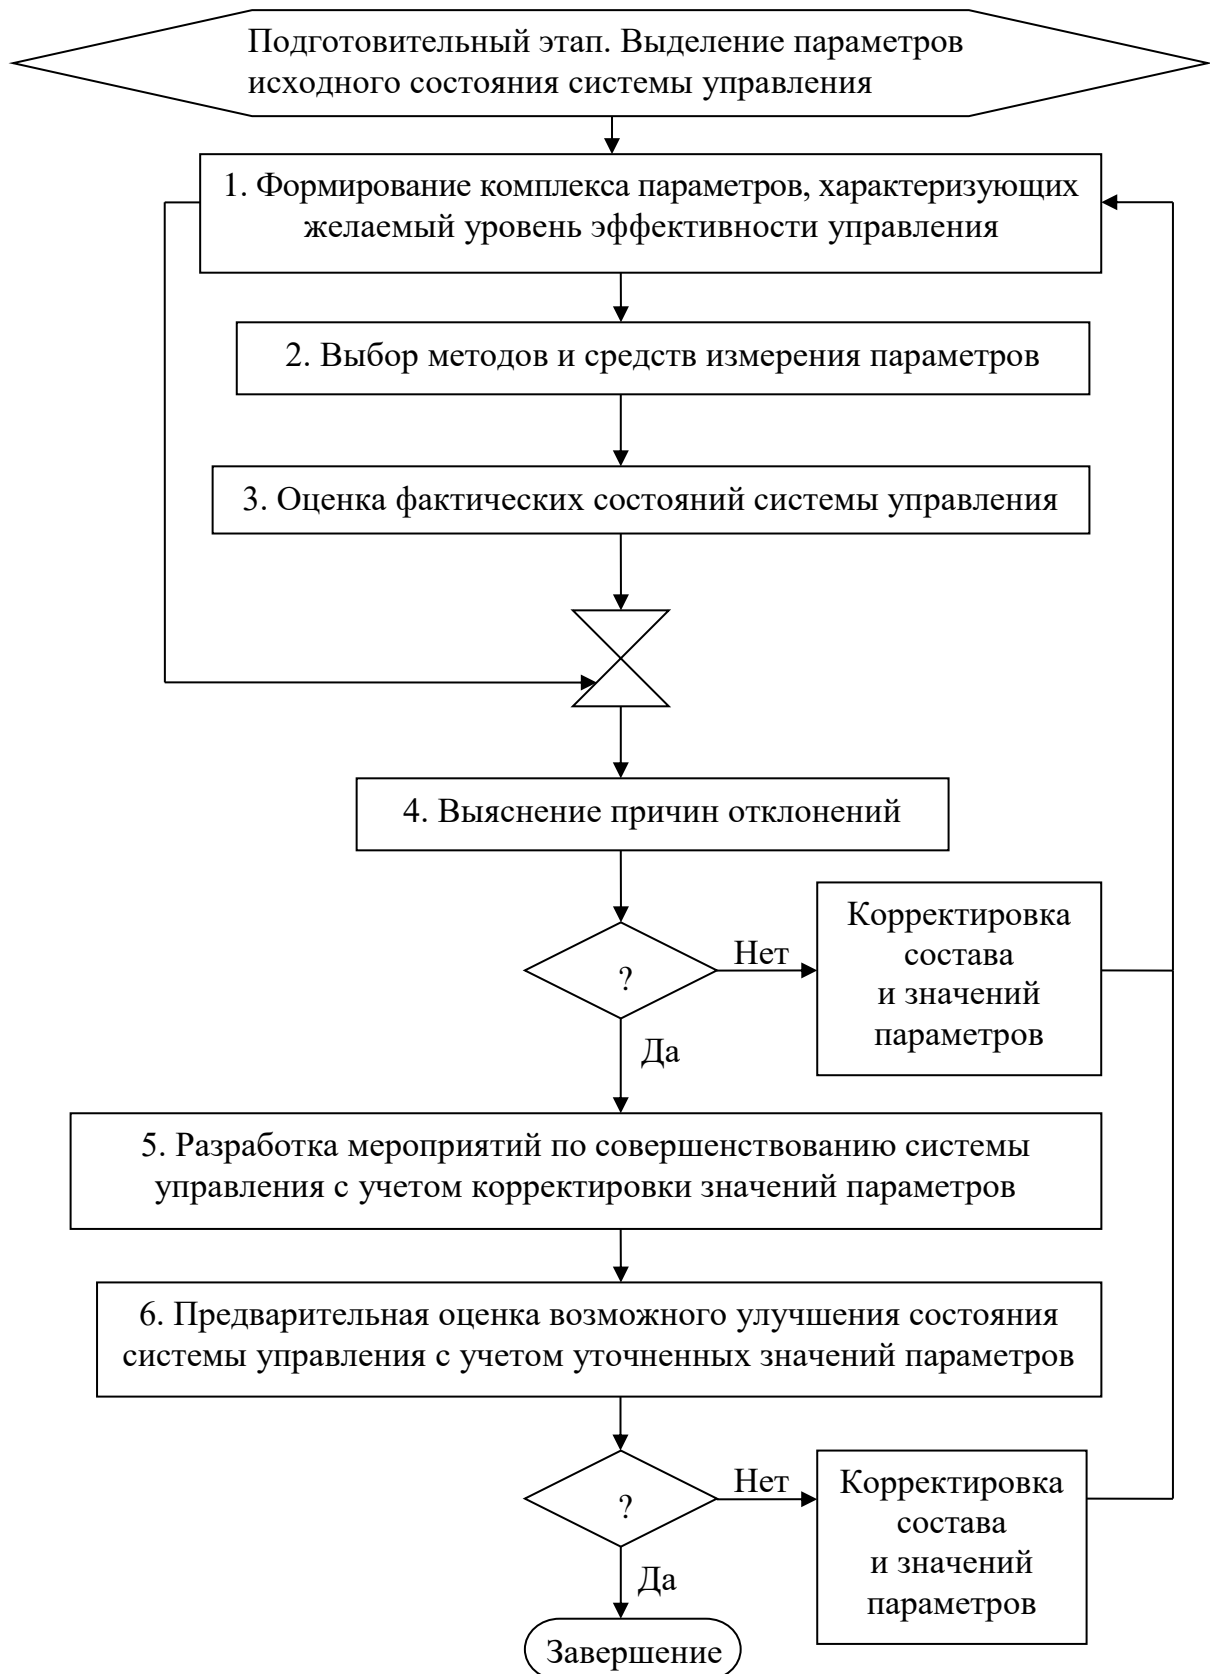 Подготовительный этап. Выделение параметров
исходного состояния системы управления
1. Формирование комплекса параметров, характеризующих
желаемый уровень эффективности управления
2. Выбор методов и средств измерения параметров
3. Оценка фактических состояний системы управления
4. Выяснение причин отклонений
?
Нет
Корректировка
состава
и значений
параметров
Да
5. Разработка мероприятий по совершенствованию системы
управления с учетом корректировки значений параметров
6. Предварительная оценка возможного улучшения состояния
системы управления с учетом уточненных значений параметров
?
Нет
Корректировка
состава
и значений
параметров
Да
Завершение